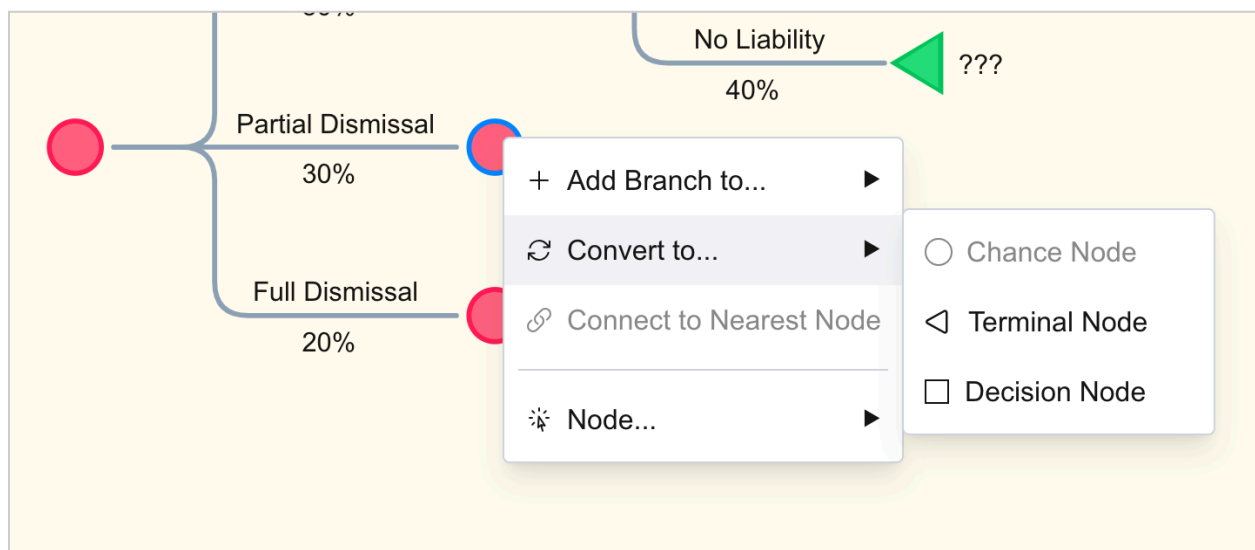 No Liability
40%
???
Partial Dismissal
30%
Full Dismissal
20%
Add Branch to...
Convert to...
Connect to Nearest Node
Node...
Chance Node
Terminal Node
Decision Node